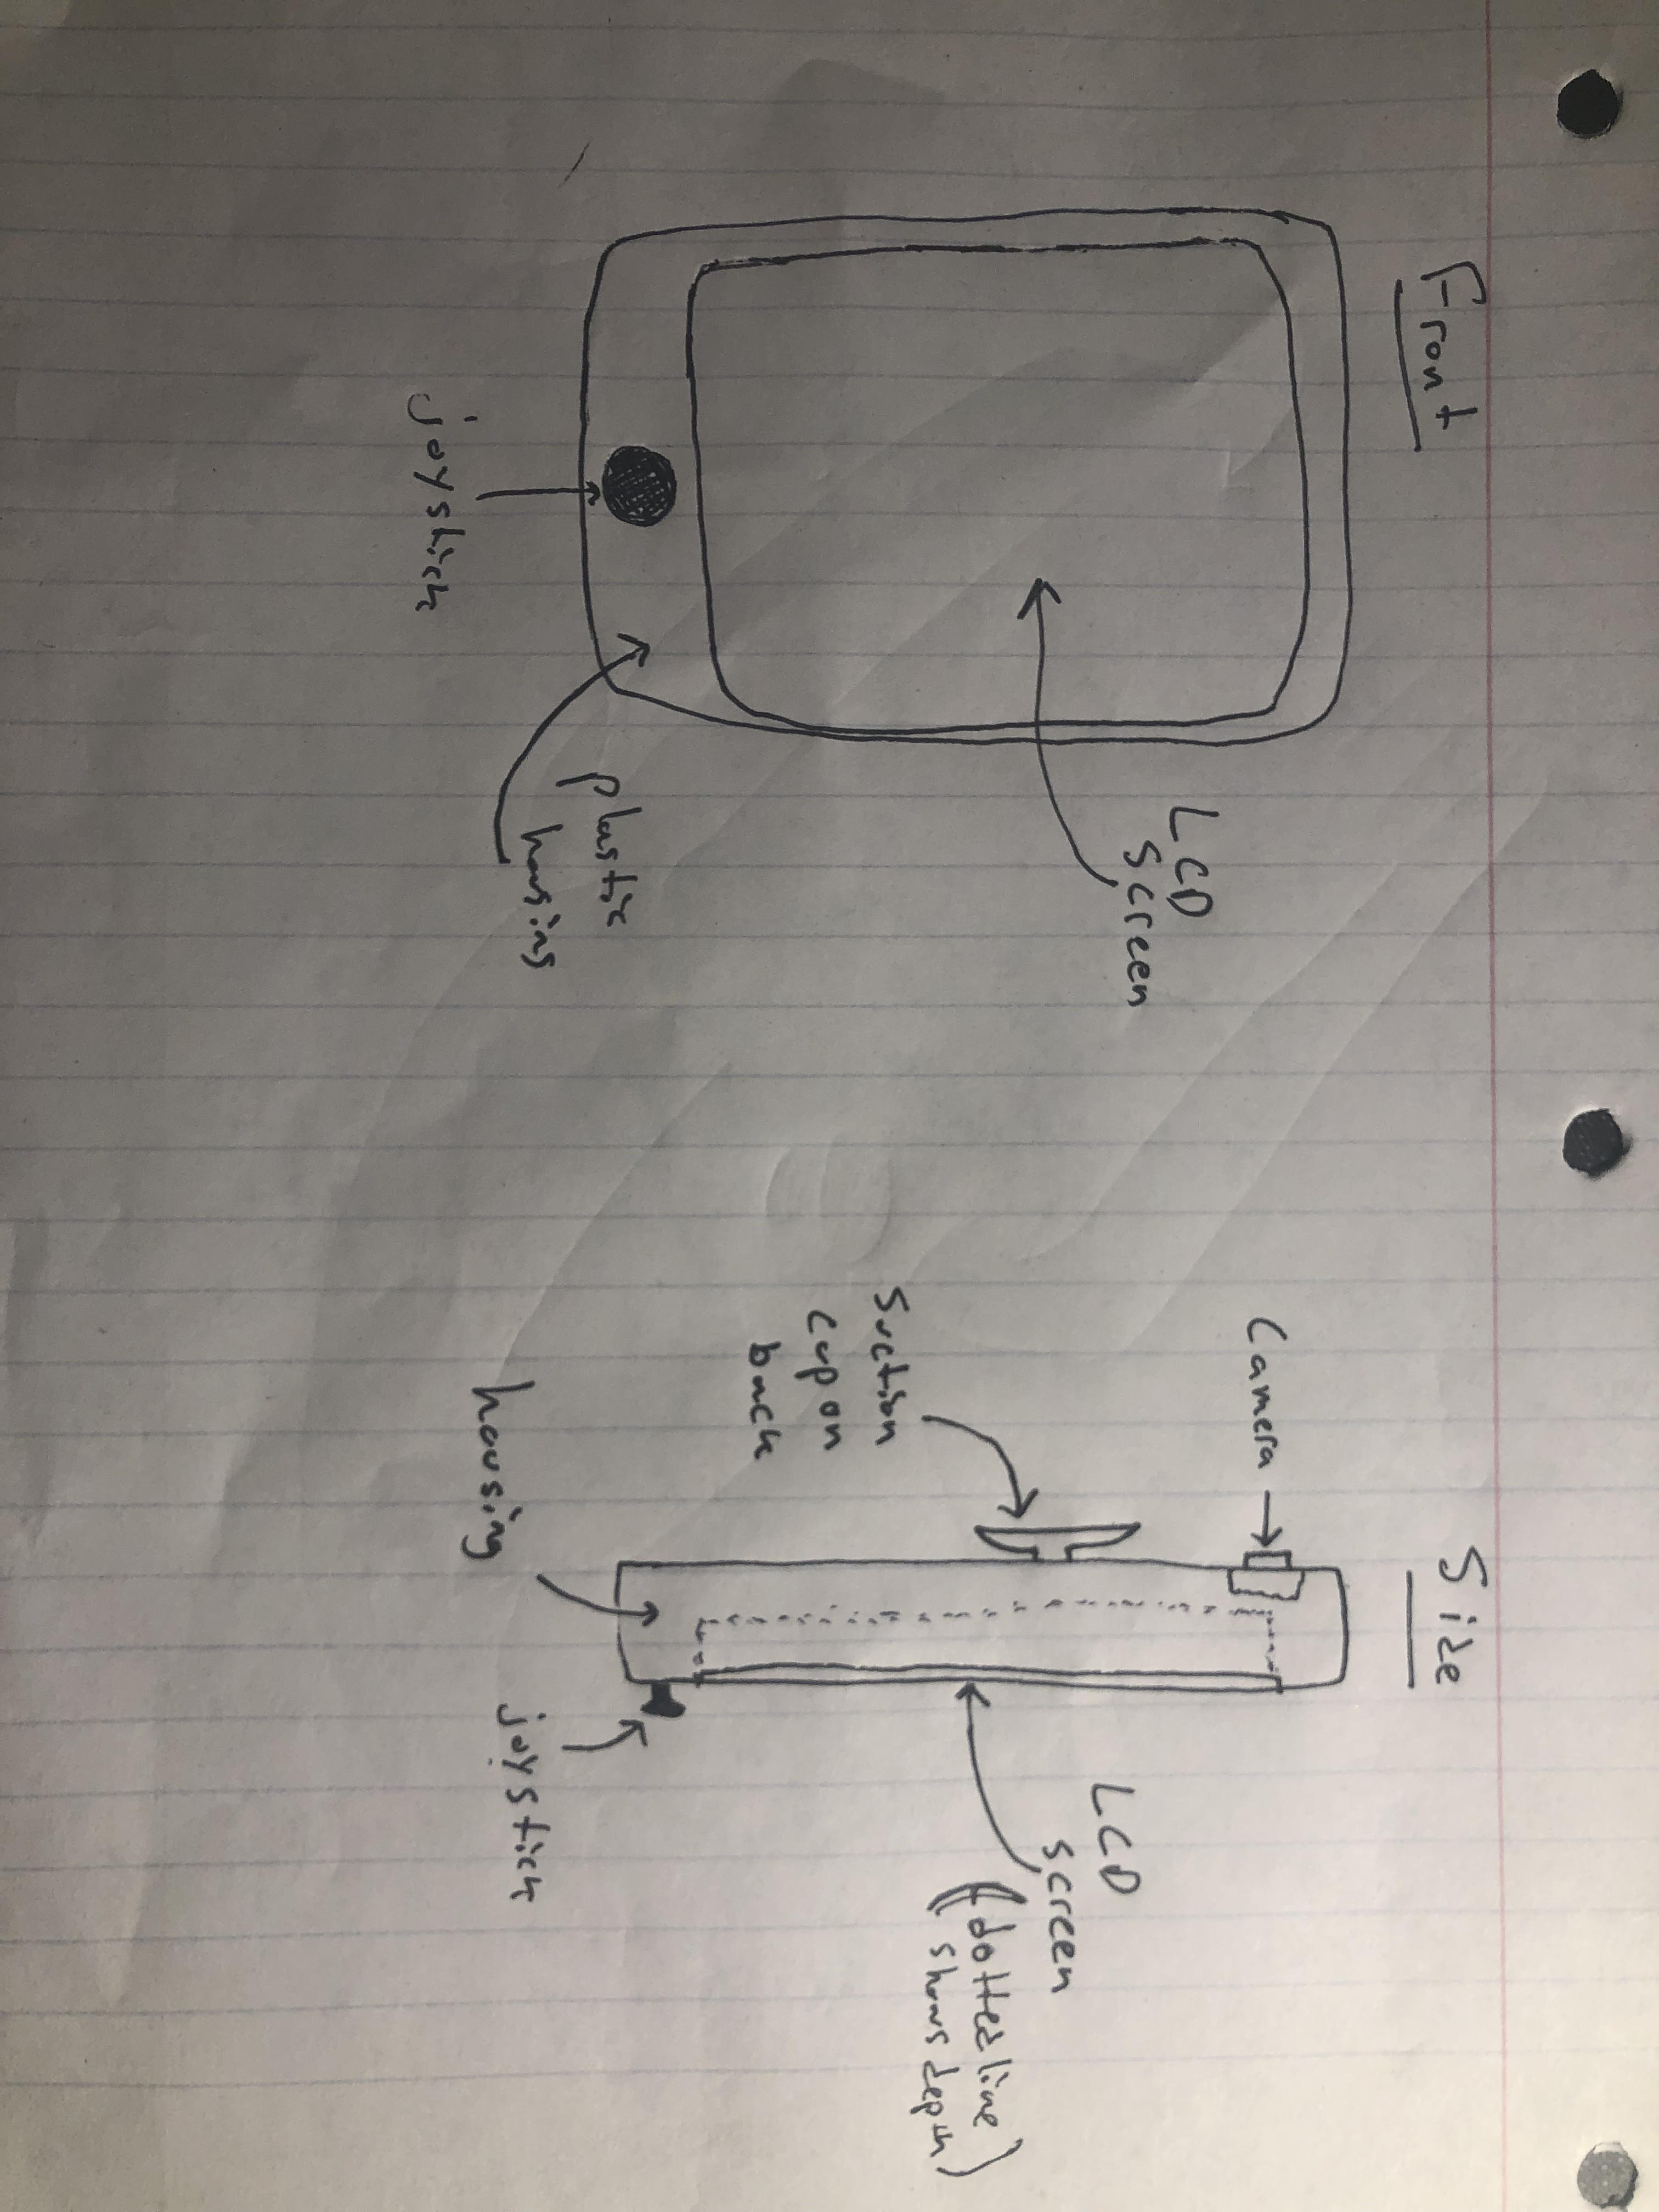 Front
LCD
screen
plastic
housing
joystick
Side
Camera
LCD
screen
(dotted line
shows depth)
Suction
cup on
back
housing
joystick